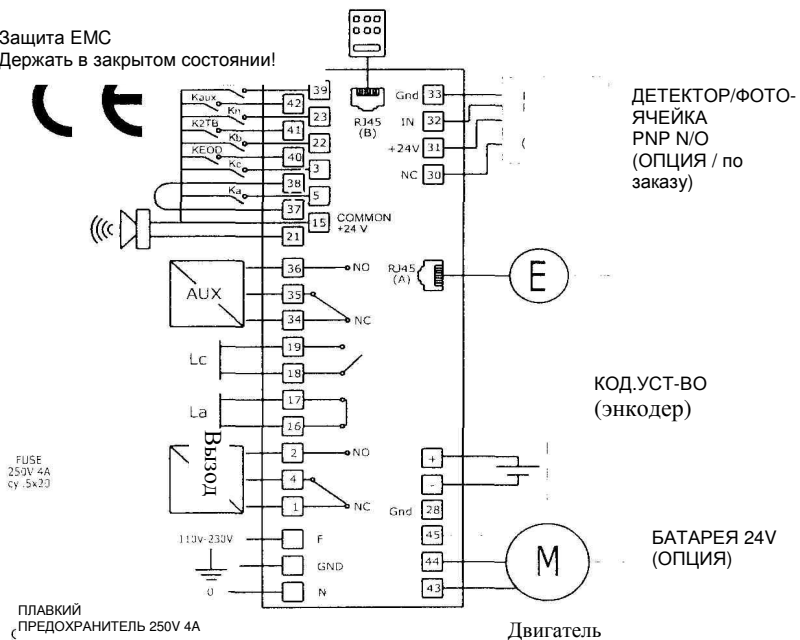 Защита EMC
Держать в закрытом состоянии!
CE
39
Kaux
42
23
K2TB
41
Kb
22
KEOD
40
Kc
3
38
Ka
5
37
15
COMMON
+24 V
21
RJ45
(B)
Gnd 33
IN 32
+24V 31
NC 30
ДЕТЕКТОР/ФОТО-
ЯЧЕЙКА
PNP N/O
(ОПЦИЯ / по
заказу)
AUX
36 NO
35
34 NC
RJ45
(A)
E
КОД.УСТ-ВО
(энкодер)
Lc
19
18
La
17
16
Вызод
2 NO
4
1 NC
FUSE
250V 4A
cy .5x20
110V-230V F
GND
0 N
+
-
Gnd 28
45
44
43
M
БАТАРЕЯ 24V
(ОПЦИЯ)
ПЛАВКИЙ
ПРЕДОХРАНИТЕЛЬ 250V 4A
Двигатель